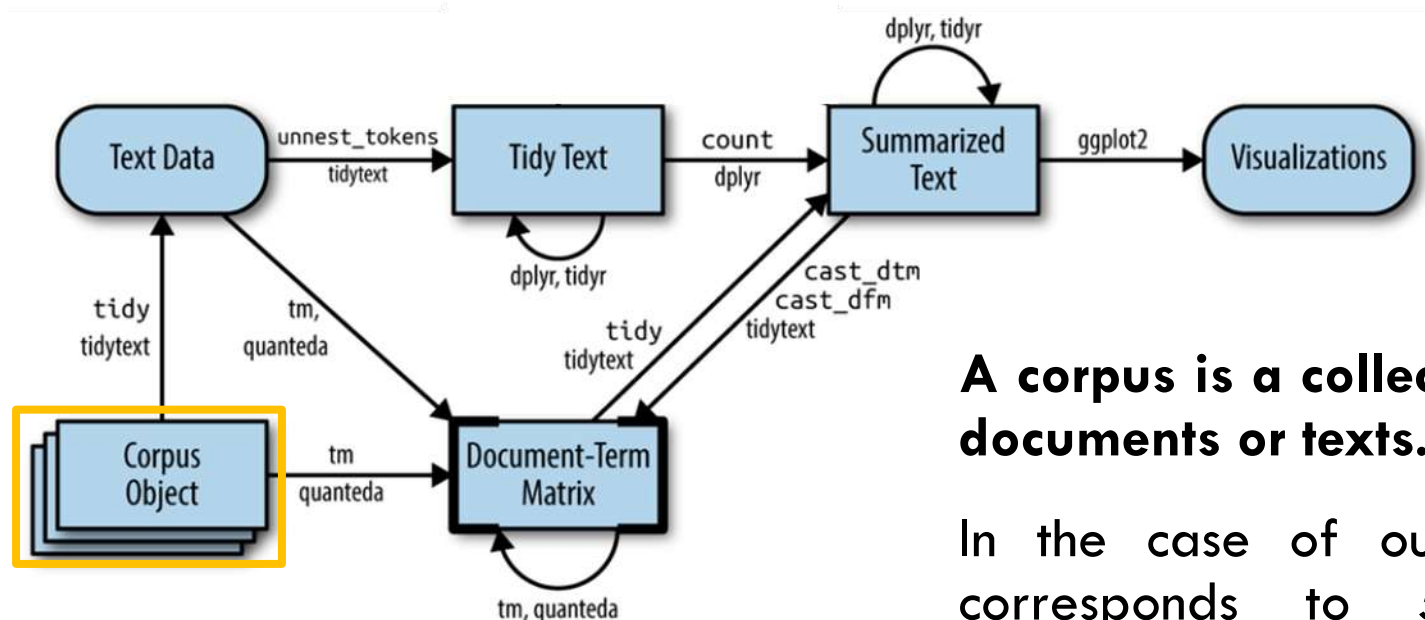 dplyr, tidyr
Text Data
unnest_tokens
tidytext
Tidy Text
count
dplyr
Summarized
Text
ggplot2
Visualizations
dplyr, tidyr
tidy
tidytext
tm,
quanteda
tidy
tidytext
cast_dtm
cast_dfm
tidytext
Corpus
Object
tm
quanteda
Document-Term
Matrix
tm, quanteda
A corpus is a
documents or texts.
In the case of
corresponds to